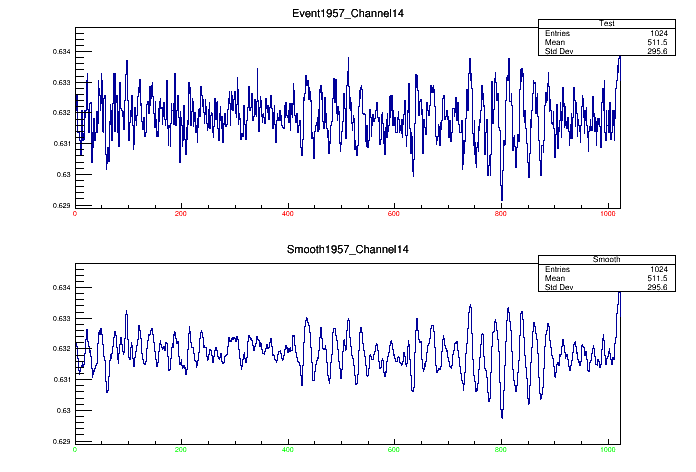 Event1957_Channel14
Test
Entries 1024
Mean 511.5
Std Dev 295.6
0.634
0.633
0.632
0.631
0.63
0.629
0 200 400 600 800 1000
Smooth1957_Channel14
Smooth
Entries 1024
Mean 511.5
Std Dev 295.6
0.634
0.633
0.632
0.631
0.63
0.629
0 200 400 600 800 1000